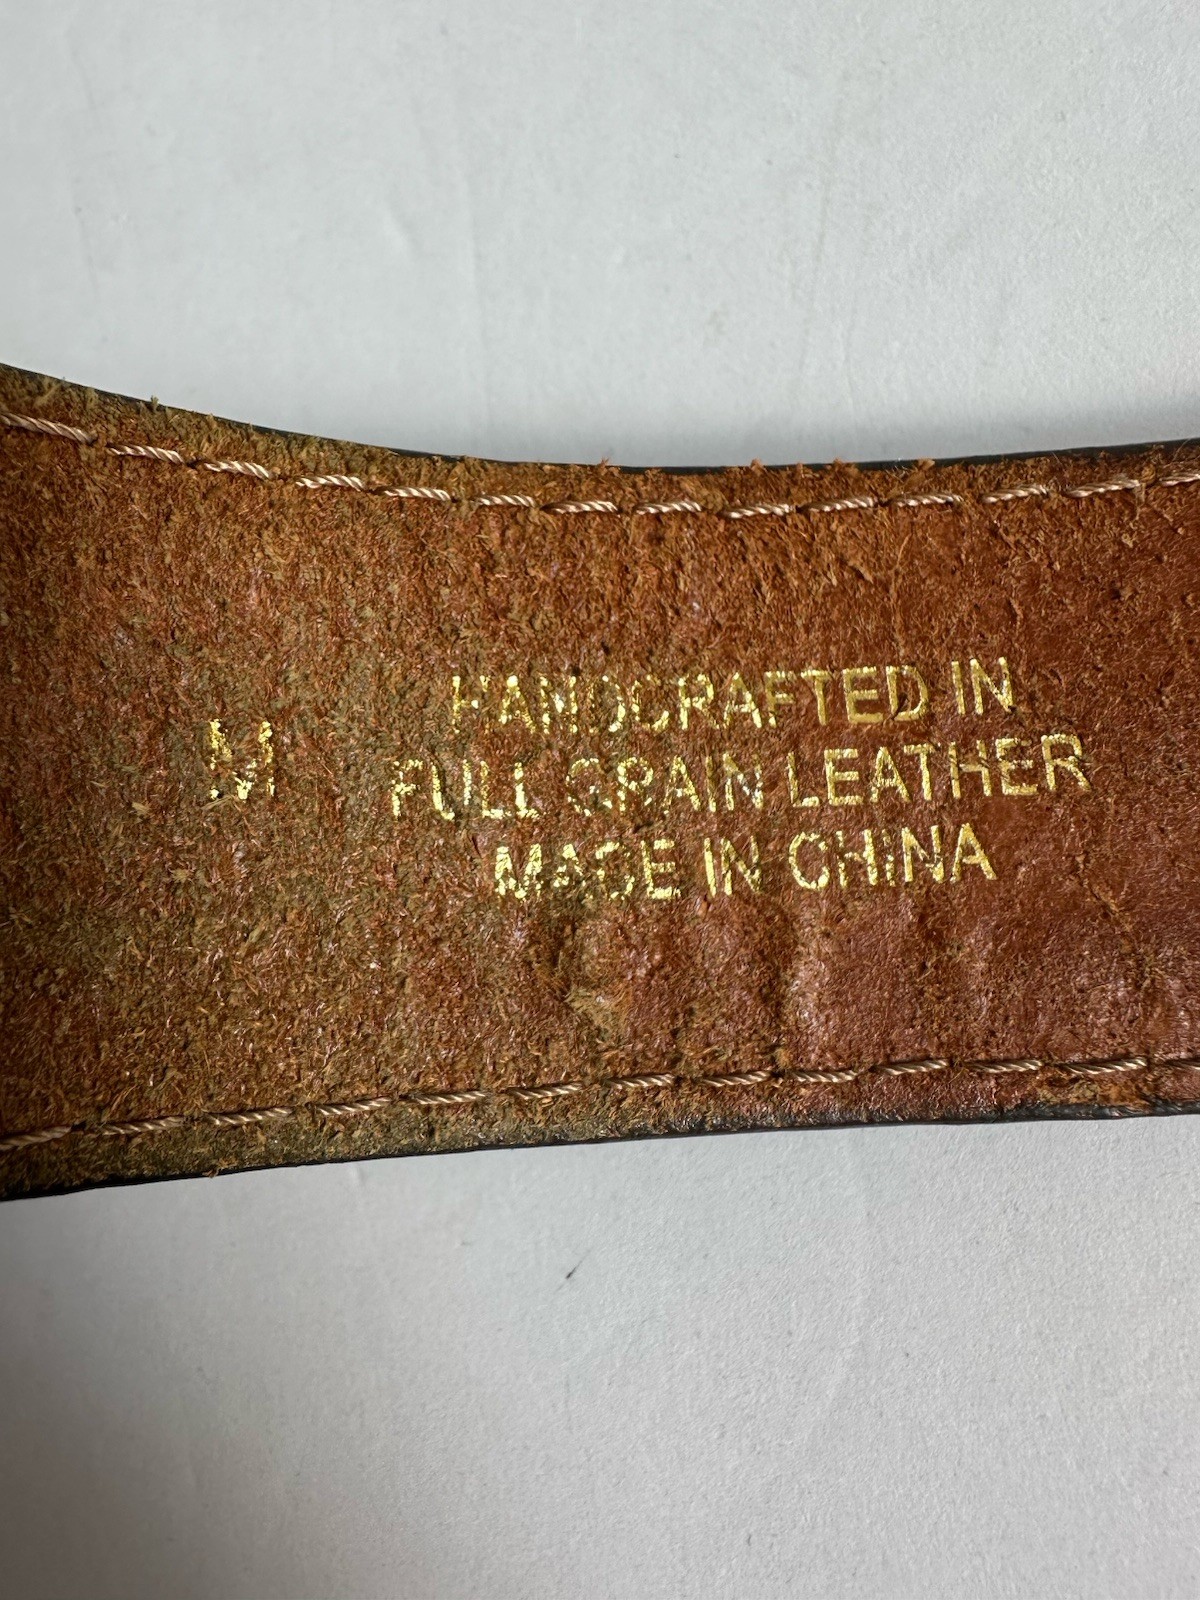 M
HANDCRAFTED IN
FULL GRAIN LEATHER
MADE IN CHINA